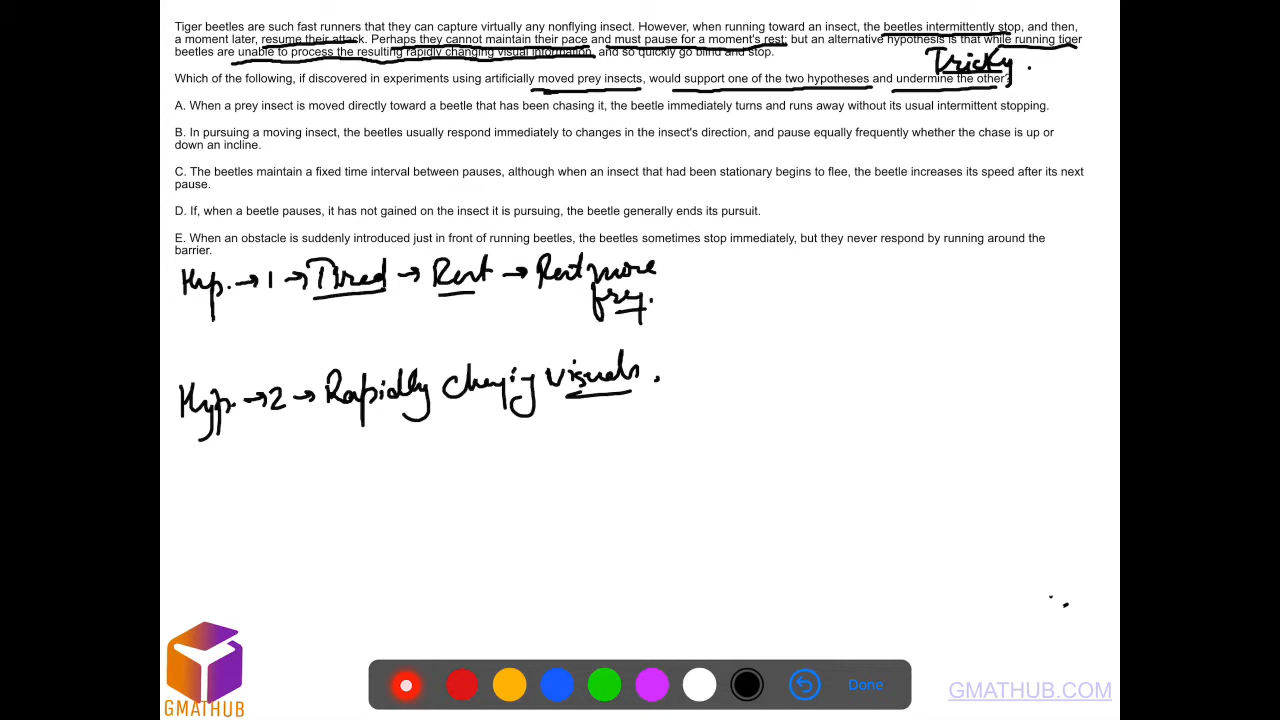 Tiger beetles are such fast runners that they can capture virtually any nonflying insect. However, when running toward an insect, the beetles intermittently stop, and then,
a moment later, resume their attack. Perhaps they cannot maintain their pace and must pause for a moment's rest; but an alternative hypothesis is that while running tiger
beetles are unable to process the resulting rapidly changing visual information, and so quickly go blind and stop.
Tricky.
Which of the following, if discovered in experiments using artificially moved prey insects, would support one of the two hypotheses and undermine the other?
A. When a prey insect is moved directly toward a beetle that has been chasing it, the beetle immediately turns and runs away without its usual intermittent stopping.
B. In pursuing a moving insect, the beetles usually respond immediately to changes in the insect's direction, and pause equally frequently whether the chase is up or
down an incline.
C. The beetles maintain a fixed time interval between pauses, although when an insect that had been stationary begins to flee, the beetle increases its speed after its next
pause.
D. If, when a beetle pauses, it has not gained on the insect it is pursuing, the beetle generally ends its pursuit.
E. When an obstacle is suddenly introduced just in front of running beetles, the beetles sometimes stop immediately, but they never respond by running around the
barrier.
Hyp. → 1 → Tired → Rest → Rest more
freq.
Hyp. → 2 → Rapidly changing visuals.
Done
GMATHUB
GMATHUB.COM